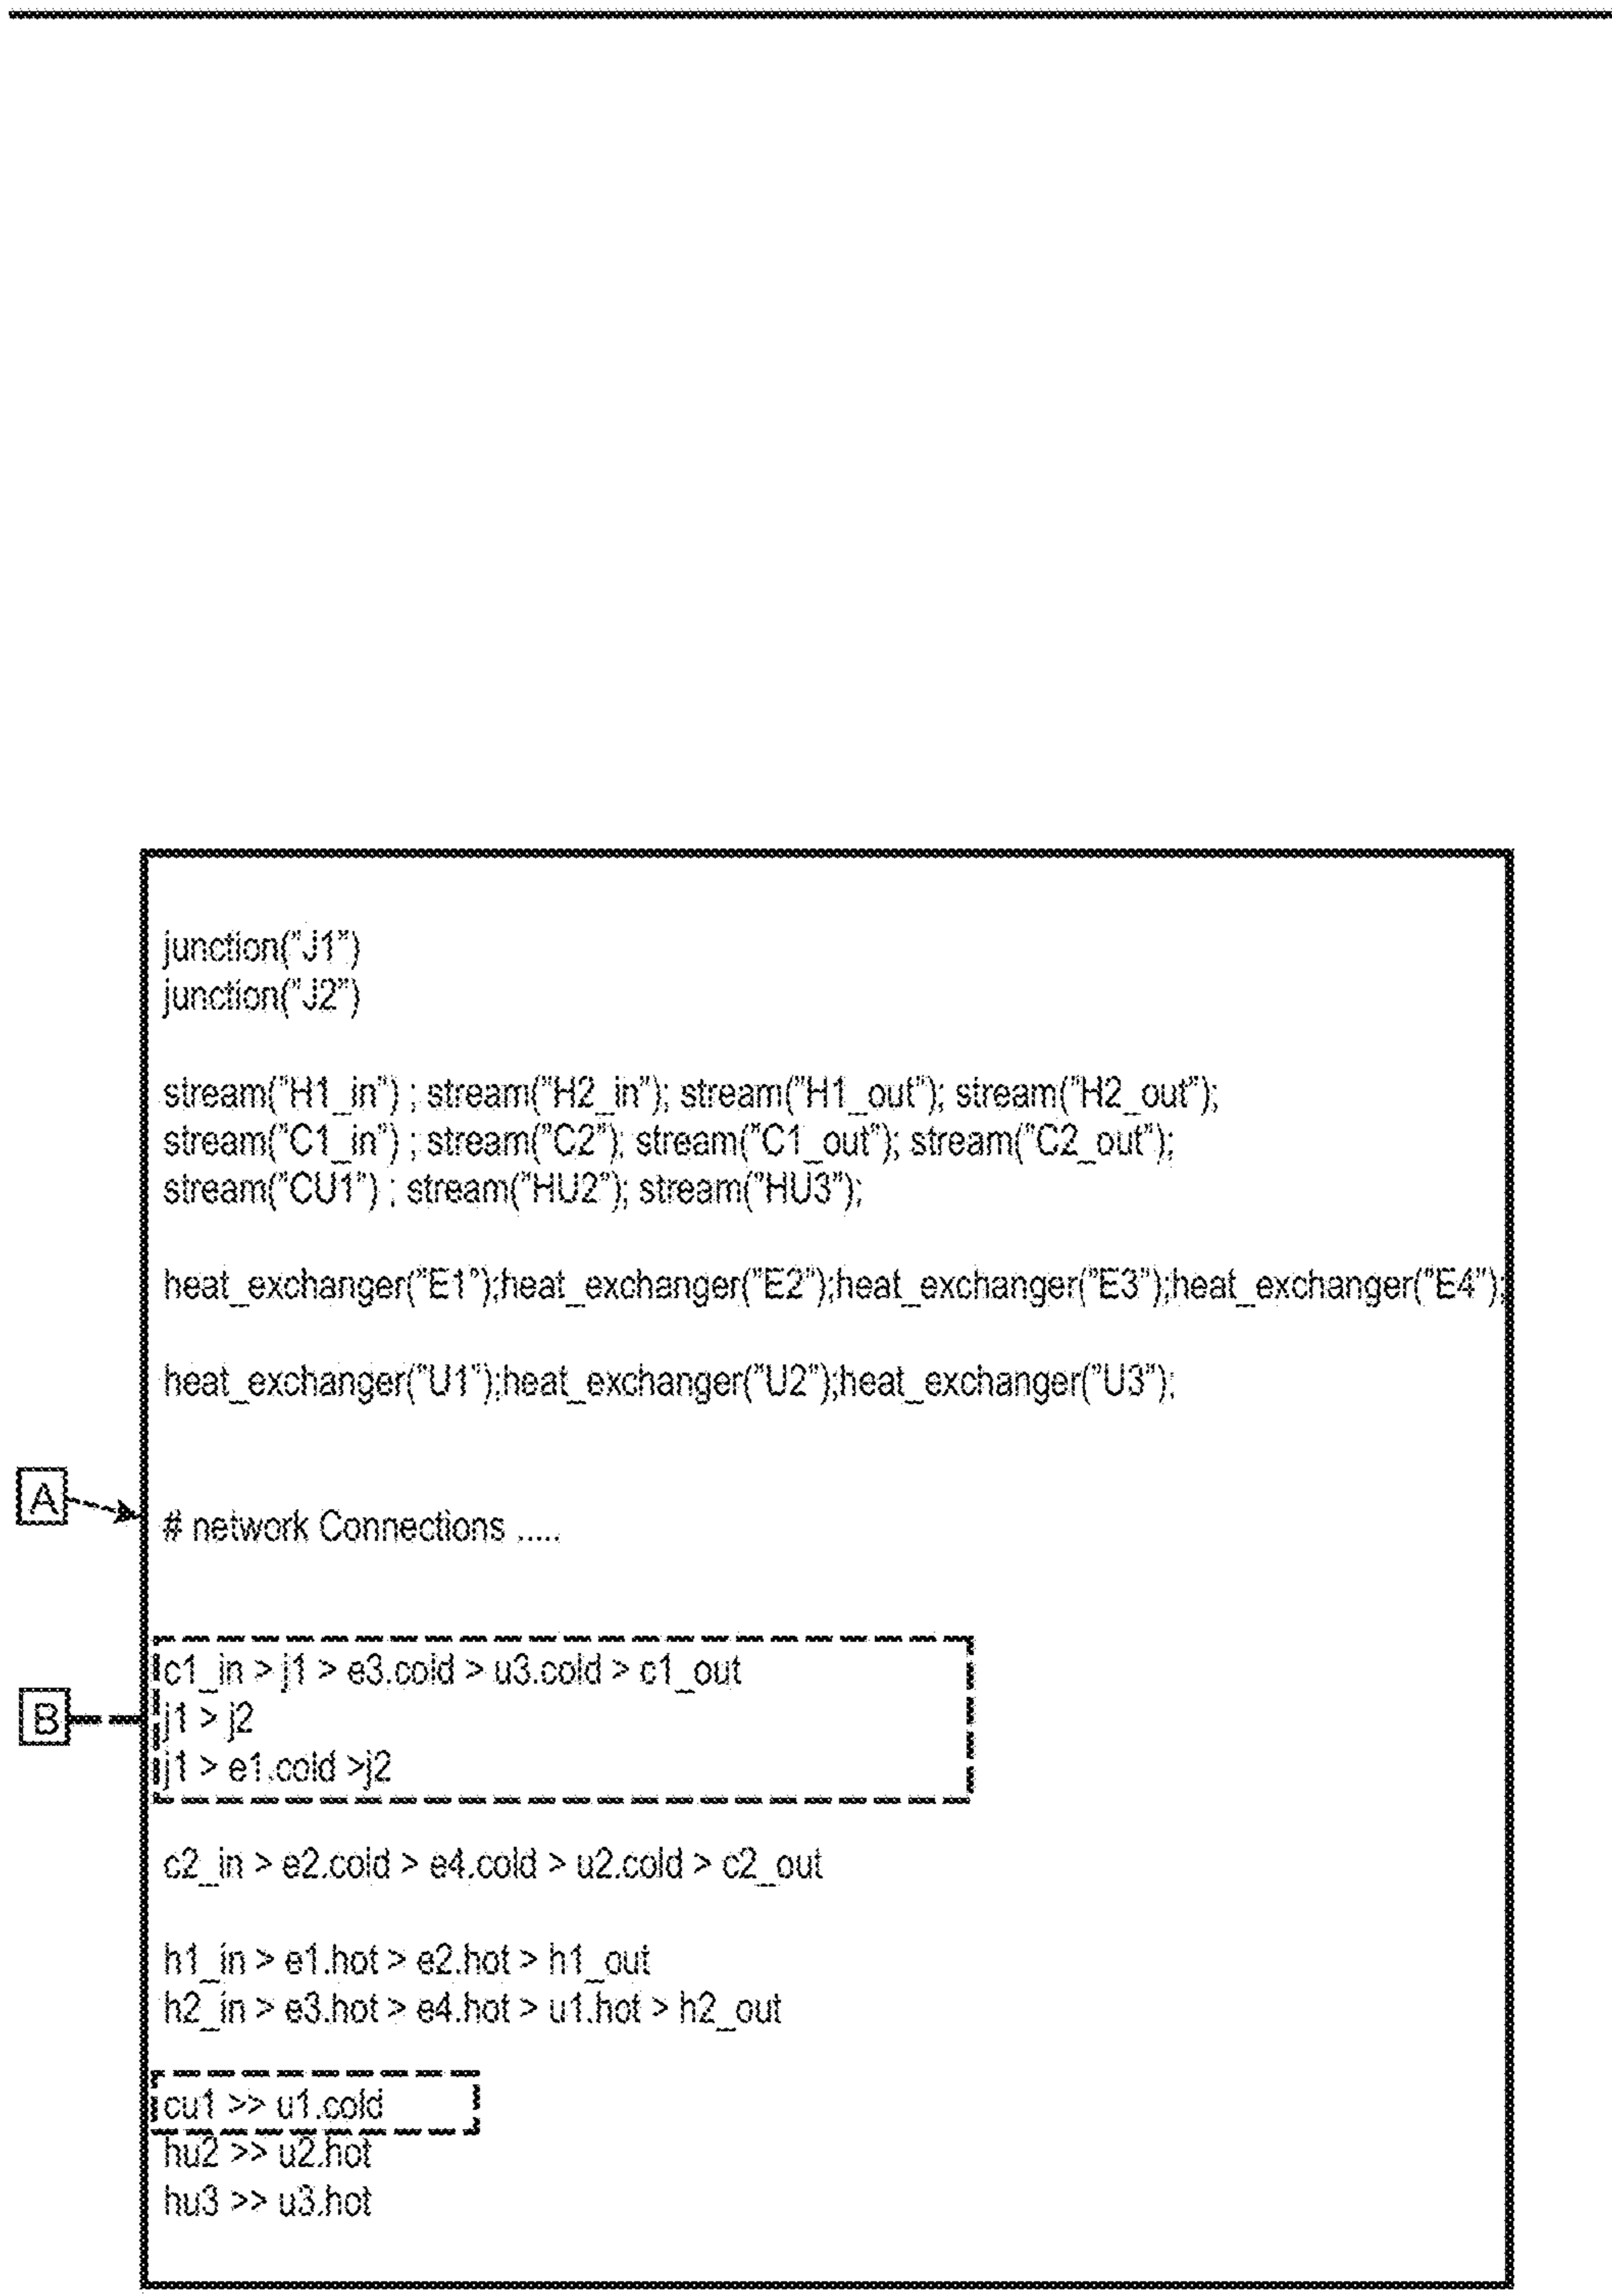 junction("J1")
junction("J2")
stream("H1_in") ; stream("H2_in"); stream("H1_out"); stream("H2_out");
stream("C1_in") ; stream("C2"); stream("C1_out"); stream("C2_out");
stream("CU1") ; stream("HU2"); stream("HU3");
heat_exchanger("E1");heat_exchanger("E2");heat_exchanger("E3");heat_exchanger("E4");
heat_exchanger("U1");heat_exchanger("U2");heat_exchanger("U3");
A
# network Connections .....
c1_in > j1 > e3.cold > u3.cold > c1_out
B
j1 > j2
j1 > e1.cold >j2
c2_in > e2.cold > e4.cold > u2.cold > c2_out
h1_in > e1.hot > e2.hot > h1_out
h2_in > e3.hot > e4.hot > u1.hot > h2_out
cu1 >> u1.cold
hu2 >> u2.hot
hu3 >> u3.hot